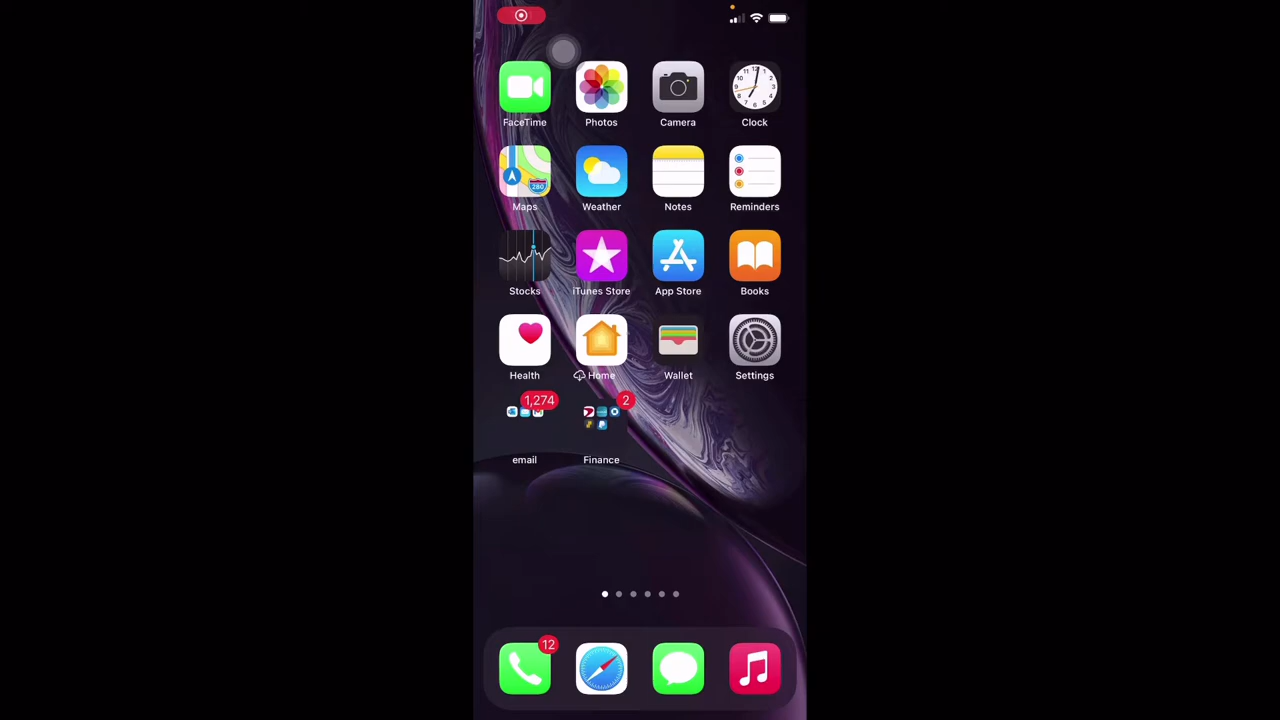 FaceTime Photos Camera Clock
280
Maps Weather Notes Reminders
Stocks iTunes Store App Store Books
Health Home Wallet Settings
1,274 2
email Finance
12